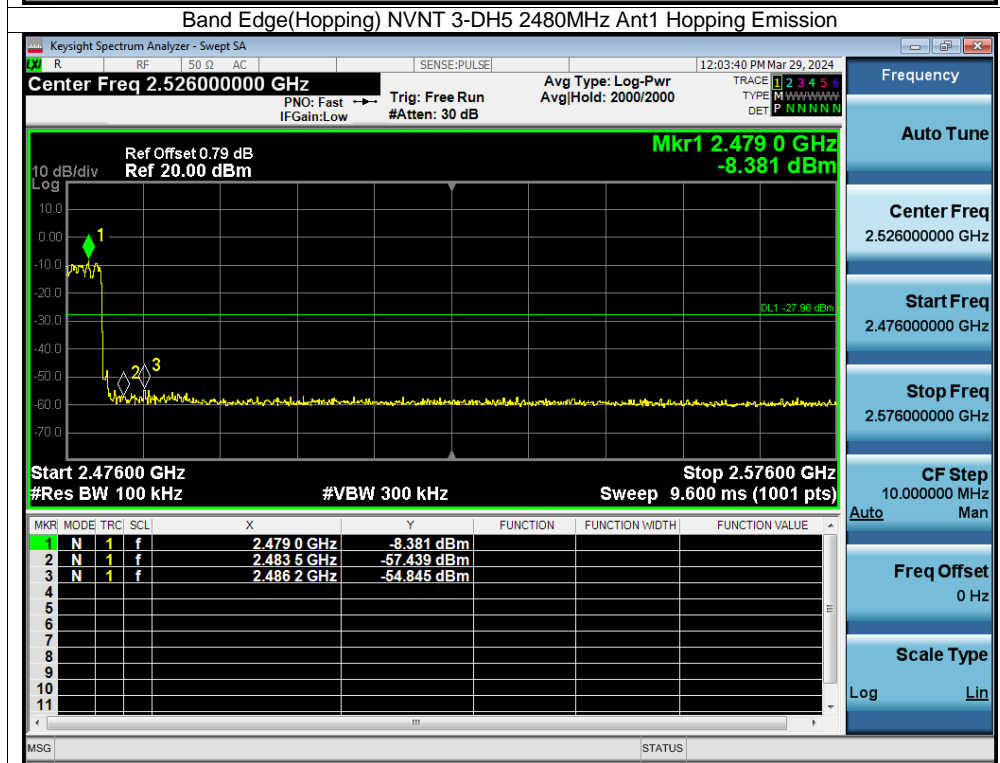 Band Edge(Hopping) NVNT 3-DH5 2480MHz Ant1 Hopping Emission
Keysight Spectrum Analyzer - Swept SA
LXI R RF 50 Ω AC SENSE:PULSE 12:03:40 PM Mar 29, 2024
Center Freq 2.526000000 GHz
PNO: Fast
IFGain:Low
Trig: Free Run
#Atten: 30 dB
Avg Type: Log-Pwr
Avg|Hold: 2000/2000
TRACE 1 2 3 4 5 6
TYPE M WWWWW
DET P N N N N N
Mkr1 2.479 0 GHz
-8.381 dBm
Ref Offset 0.79 dB
10 dB/div Ref 20.00 dBm
Log
10.0
0.00
-10.0
-20.0
-30.0
-40.0
-50.0
-60.0
-70.0
1
2
3
DL1 -27.98 dBm
Start 2.47600 GHz Stop 2.57600 GHz
#Res BW 100 kHz #VBW 300 kHz Sweep 9.600 ms (1001 pts)
MKR MODE TRC SCL X Y FUNCTION FUNCTION WIDTH FUNCTION VALUE
1 N 1 f 2.479 0 GHz -8.381 dBm
2 N 1 f 2.483 5 GHz -57.439 dBm
3 N 1 f 2.486 2 GHz -54.845 dBm
4
5
6
7
8
9
10
11
MSG STATUS
Frequency
Auto Tune
Center Freq
2.526000000 GHz
Start Freq
2.476000000 GHz
Stop Freq
2.576000000 GHz
CF Step
10.000000 MHz
Auto Man
Freq Offset
0 Hz
Scale Type
Log Lin